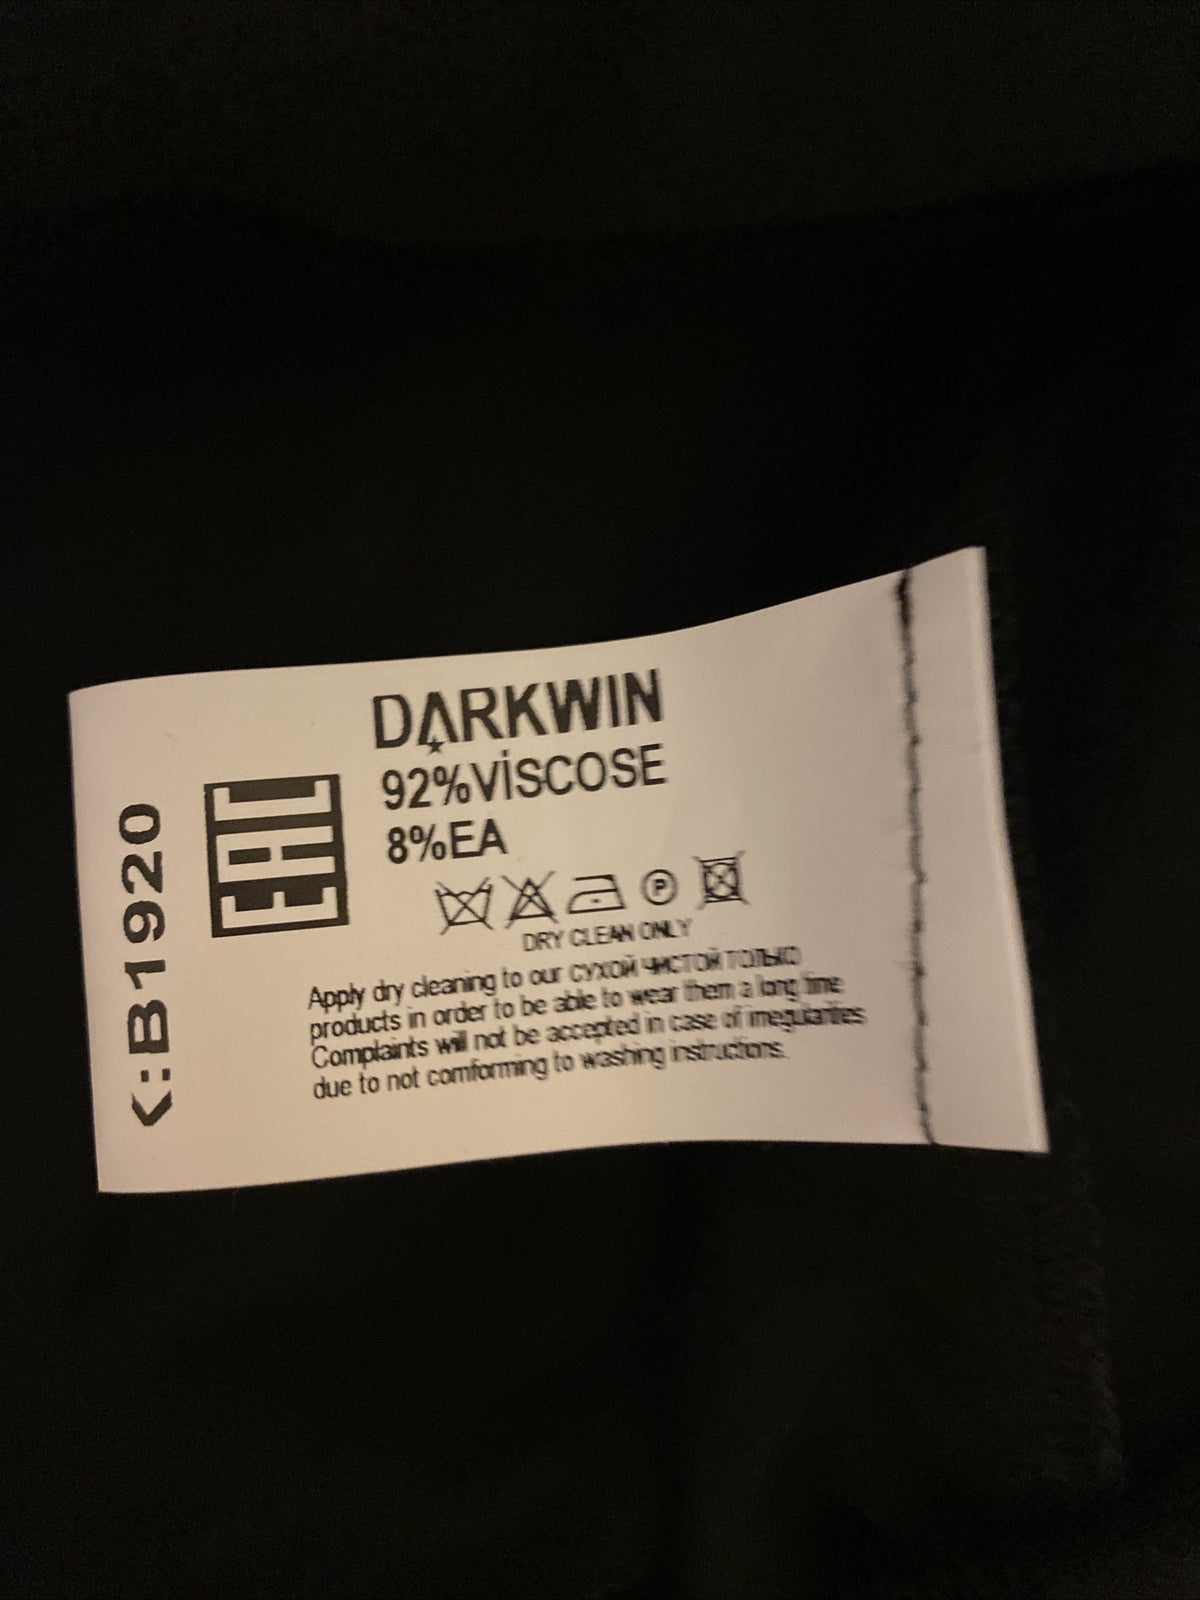 DARKWIN
92%VİSCOSE
8%EA
P
DRY CLEAN ONLY
Apply dry cleaning to our СУХОЙ ЧИСТОЙ ТОЛЬКО
products in order to be able to wear them a long time
Complaints will not be accepted in case of irregularities
due to not comforming to washing instructions.
EAC
K:B1920